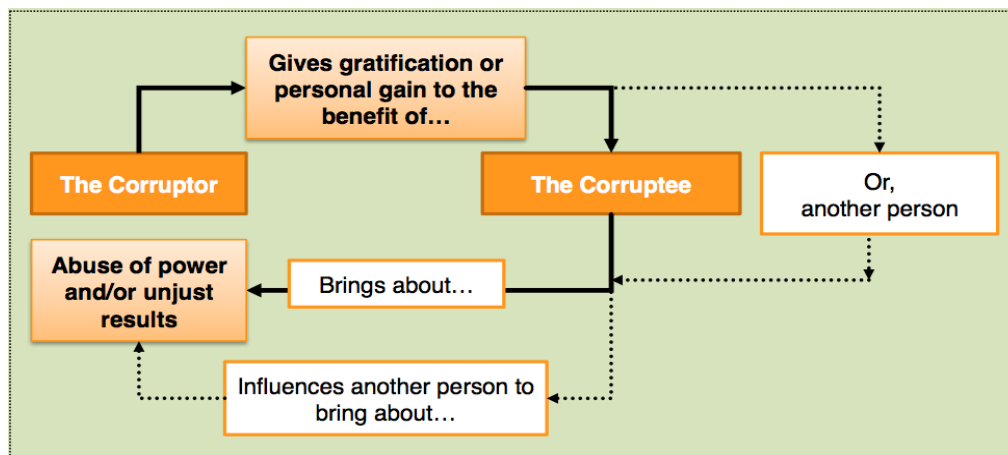 Gives gratification or
personal gain to the
benefit of…
The Corruptor
The Corruptee
Or,
another person
Abuse of power
and/or unjust
results
Brings about…
Influences another person to
bring about…